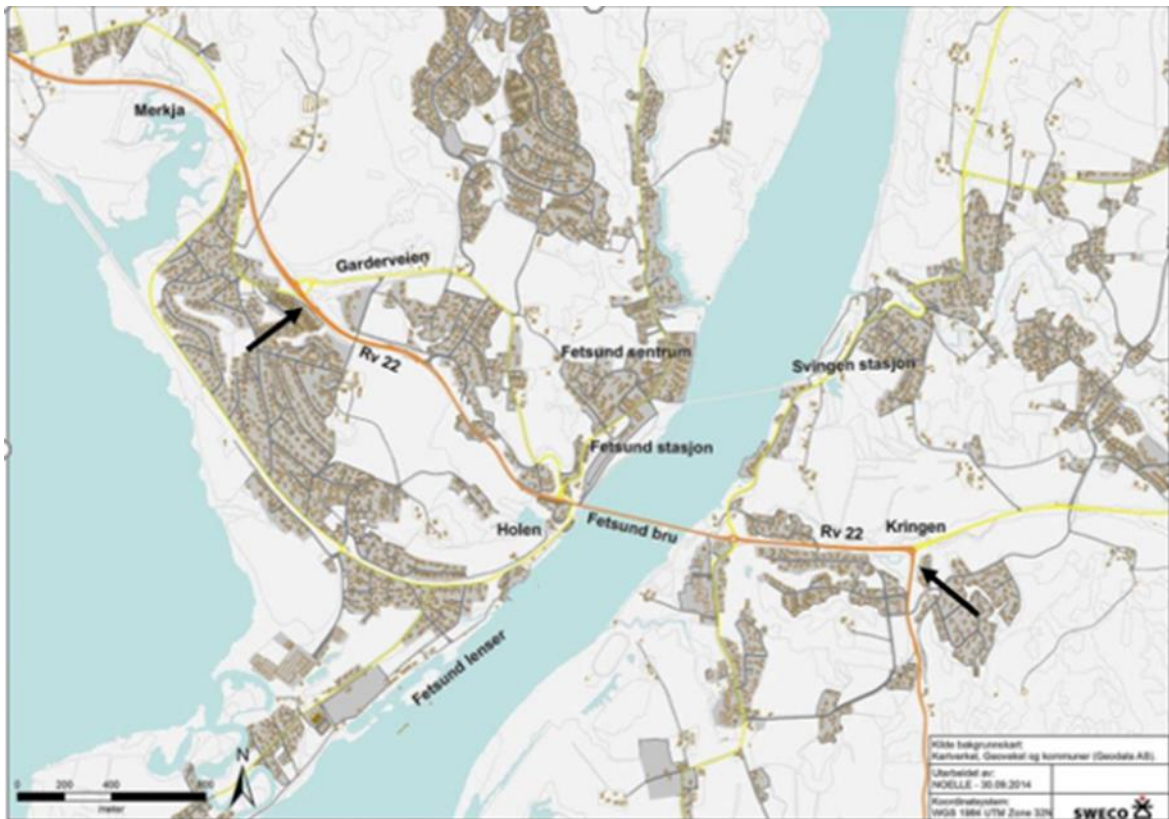 Merkja
Garderveien
Rv 22
Fetsund sentrum
Svingen stasjon
Fetsund stasjon
Holen
Fetsund bru
Rv 22
Kringen
Fetsund lenser
N
0 200 400 800
meter
Kilde bakgrunnskart:
Kartverket, Geovekst og kommuner (Geodata AS).
Utarbeidet av:
NOELLE - 30.09.2014
Koordinatsystem:
WGS 1984 UTM Zone 32N
SWECO